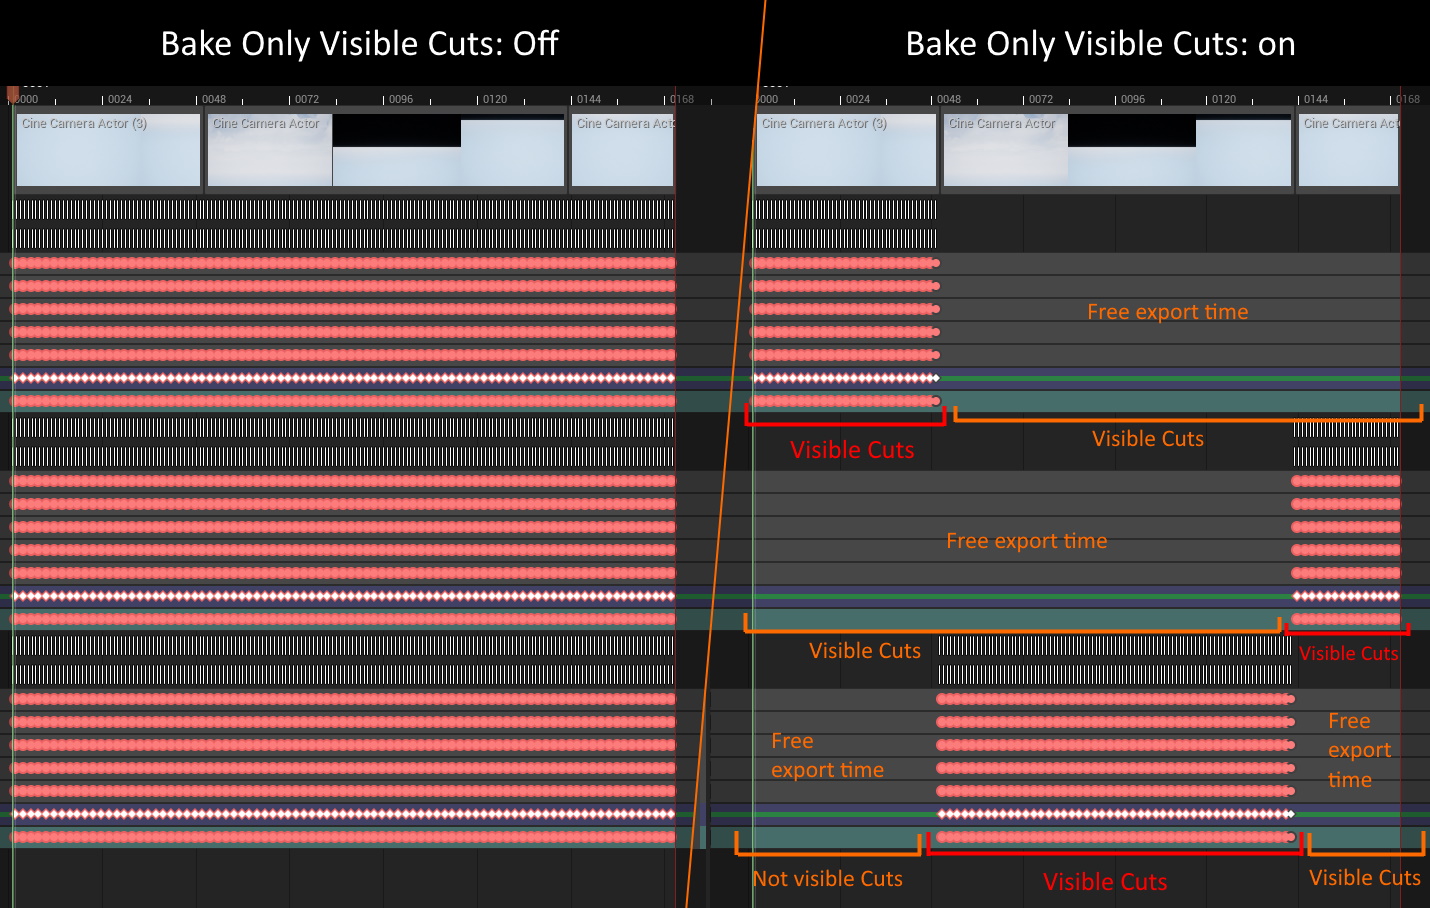 Bake Only Visible Cuts: Off
Bake Only Visible Cuts: on
0000 0024 0048 0072 0096 0120 0144 0168
000 0024 0048 0072 0096 0120 0144 0168
Cine Camera Actor (3) Cine Camera Actor Cine Camera Act
Cine Camera Actor (3) Cine Camera Actor Cine Camera Act
Free export time
Visible Cuts
Visible Cuts
Free export time
Visible Cuts
Visible Cuts
Free
export time
Free
export
time
Not visible Cuts
Visible Cuts
Visible Cuts